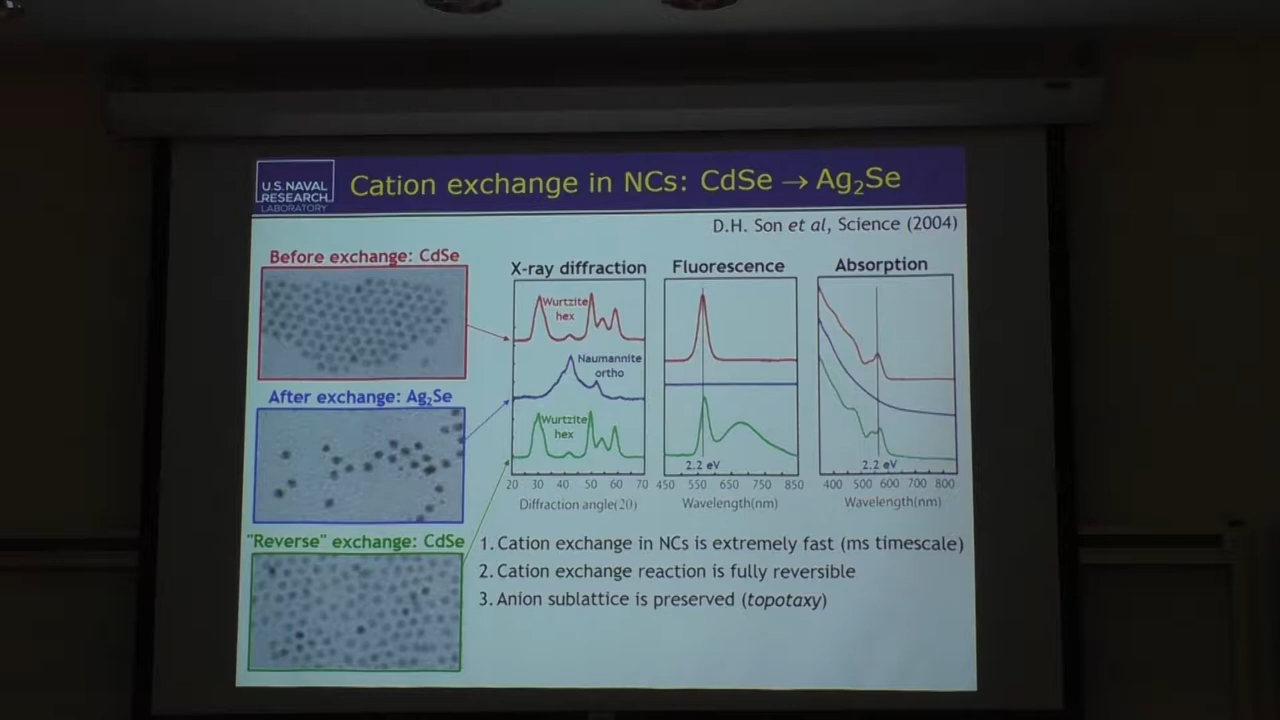 U.S. NAVAL
RESEARCH
LABORATORY
Cation exchange in NCs: CdSe → Ag₂Se
D.H. Son et al, Science (2004)
Before exchange: CdSe
After exchange: Ag₂Se
"Reverse" exchange: CdSe
X-ray diffraction
Wurtzite
hex
Naumannite
ortho
Wurtzite
hex
20 30 40 50 60 70
Diffraction angle(2θ)
Fluorescence
2.2 eV
450 550 650 750 850
Wavelength(nm)
Absorption
2.2 eV
400 500 600 700 800
Wavelength(nm)
1. Cation exchange in NCs is extremely fast (ms timescale)
2. Cation exchange reaction is fully reversible
3. Anion sublattice is preserved (topotaxy)